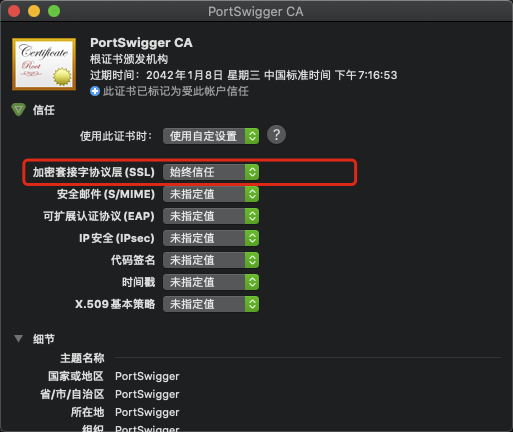 PortSwigger CA
Certificate
Root
PortSwigger CA
根证书颁发机构
过期时间：2042年1月8日 星期三 中国标准时间 下午7:16:53
此证书已标记为受此帐户信任
信任
使用此证书时： 使用自定设置 ?
加密套接字协议层 (SSL) 始终信任
安全邮件 (S/MIME) 未指定值
可扩展认证协议 (EAP) 未指定值
IP 安全 (IPsec) 未指定值
代码签名 未指定值
时间戳 未指定值
X.509 基本策略 未指定值
细节
主题名称
国家或地区 PortSwigger
省/市/自治区 PortSwigger
所在地 PortSwigger
组织 PortSwigger